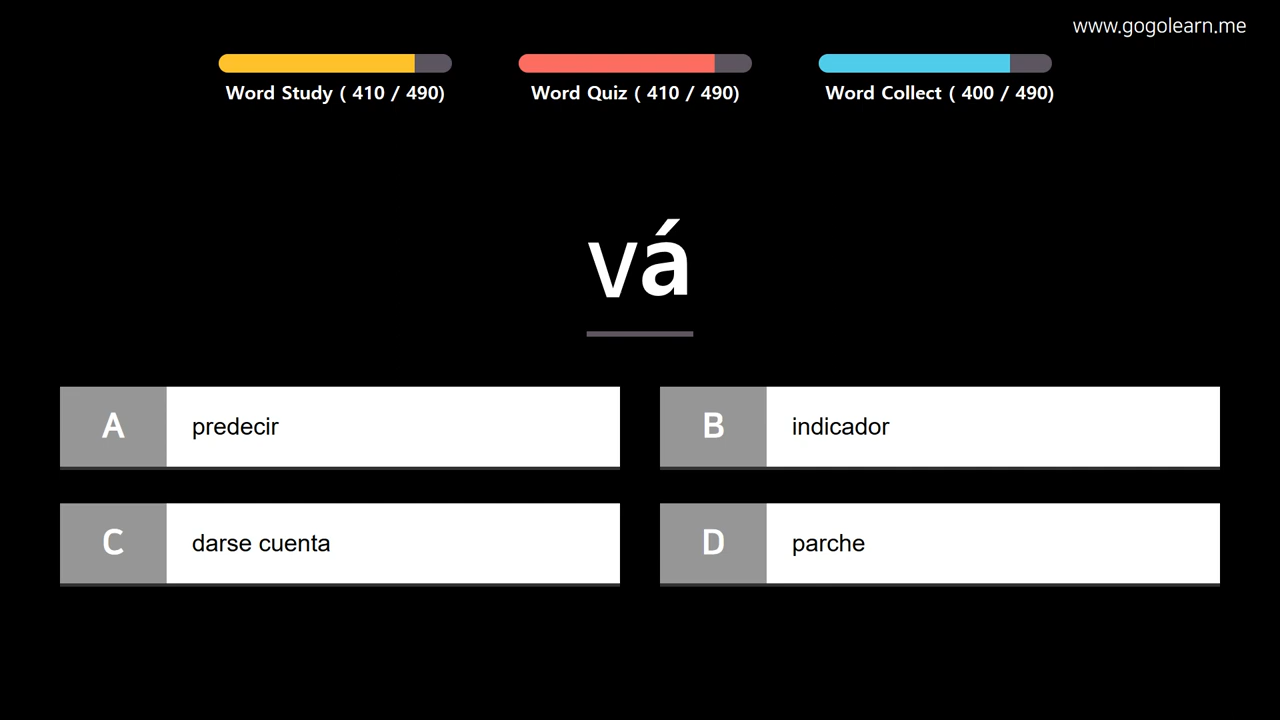 www.gogolearn.me
Word Study ( 410 / 490)
Word Quiz ( 410 / 490)
Word Collect ( 400 / 490)
vá
A predecir
B indicador
C darse cuenta
D parche